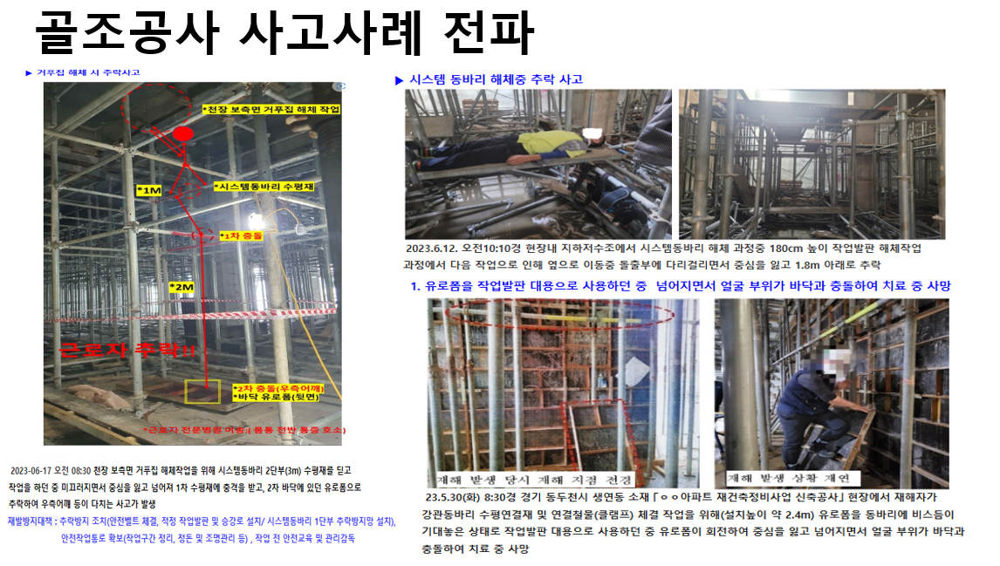 골조공사 사고사례 전파
▶ 거푸집 해체 시 추락사고
*천장 보측면 거푸집 해체 작업
*1M
*시스템동바리 수평재
*1차 충돌
*2M
근로자 추락!!
*2차 충돌(우측어깨)
*바닥 유로폼(뒷면)
*근로자 전문병원 이송:( 몸통 전반 통증 호소)
2023-06-17 오전 08:30 천장 보측면 거푸집 해체작업을 위해 시스템동바리 2단부(3m) 수평재를 딛고
작업을 하던 중 미끄러지면서 중심을 잃고 넘어져 1차 수평재에 충격을 받고, 2차 바닥에 있던 유로폼으로
추락하여 우측어깨 등이 다치는 사고가 발생
재발방지대책 : 추락방지 조치(안전벨트 체결, 적정 작업발판 및 승강로 설치/ 시스템동바리 1단부 추락방지망 설치),
안전작업통로 확보(작업구간 정리, 정돈 및 조명관리 등) , 작업 전 안전교육 및 관리감독
▶ 시스템 동바리 해체중 추락 사고
2023.6.12. 오전10:10경 현장내 지하저수조에서 시스템동바리 해체 과정중 180cm 높이 작업발판 해체작업
과정에서 다음 작업으로 인해 옆으로 이동중 돌출부에 다리걸리면서 중심을 잃고 1.8m 아래로 추락
1. 유로폼을 작업발판 대용으로 사용하던 중 넘어지면서 얼굴 부위가 바닥과 충돌하여 치료 중 사망
재해 발생 당시 재해 지점 전경
재해 발생 상황 재연
23.5.30(화) 8:30경 경기 동두천시 생연동 소재 「ㅇㅇ아파트 재건축정비사업 신축공사」 현장에서 재해자가
강관동바리 수평연결재 및 연결철물(클램프) 체결 작업을 위해(설치높이 약 2.4m) 유로폼을 동바리에 비스듬이
기대놓은 상태로 작업발판 대용으로 사용하던 중 유로폼이 회전하여 중심을 잃고 넘어지면서 얼굴 부위가 바닥과
충돌하여 치료 중 사망